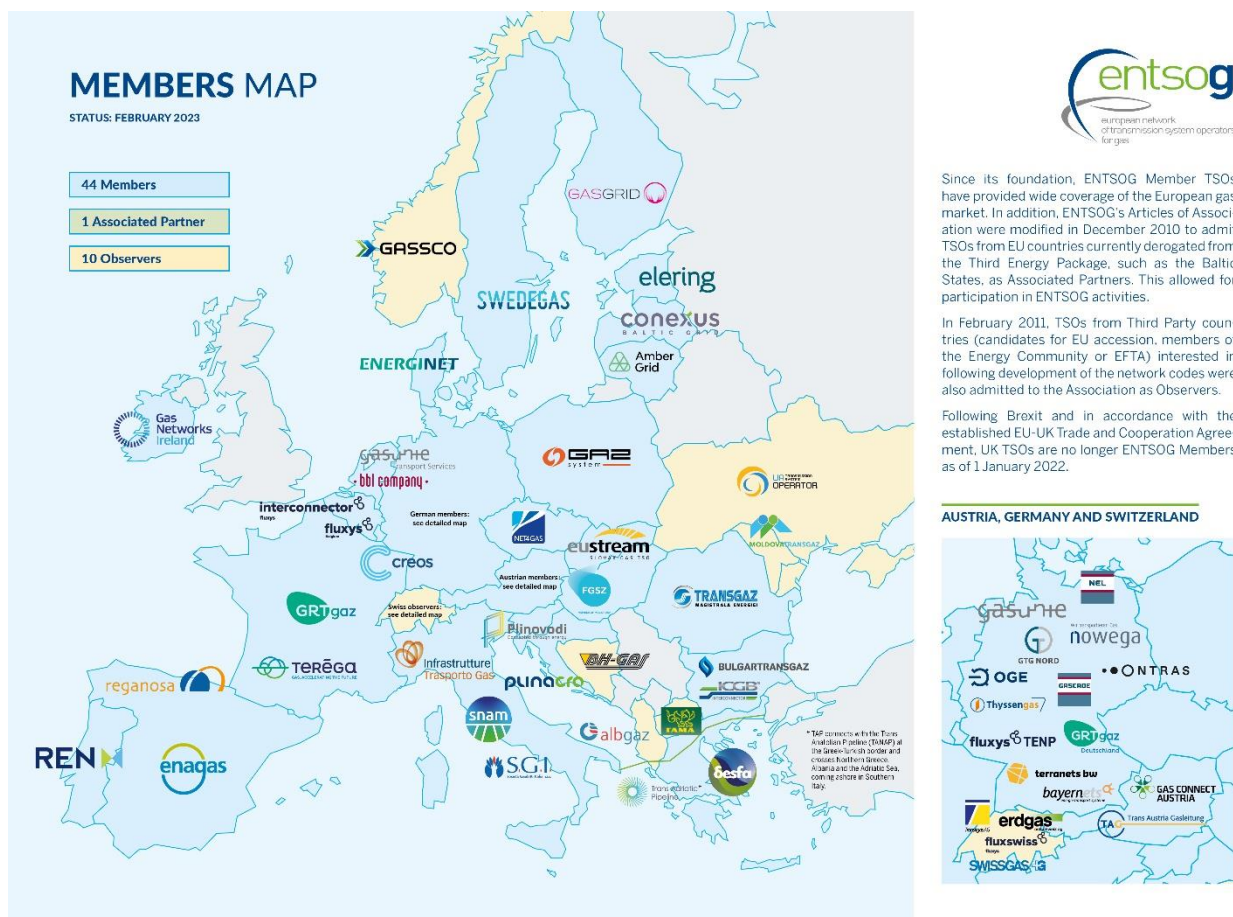 MEMBERS MAP
STATUS: FEBRUARY 2023
44 Members
1 Associated Partner
10 Observers
GASGRID
GASSCO
SWEDEGAS
elering
conexus
BALTIC GRID
Amber
Grid
ENERGINET
Gas
Networks
Ireland
gasunie
transport Services
bbl company
GAZ
system
OPERATOR
interconnector
fluxys
fluxys
German members:
see detailed map
NET4GAS
eustream
MOLDOVATRANSGAZ
creos
Austrian members:
see detailed map
FGSZ
TRANSGAZ
MAGISTRALA ENERGIEI
GRTgaz
Swiss observers:
see detailed map
Plinovodi
BH-GAS
BULGARTRANSGAZ
TERĒGA
Infrastrutture
Trasporto Gas
reganosa
plinacro
ICGB
snam
albgaz
ГАМА
REN
enagas
S.G.I
desfa
Trans Adriatic
Pipeline
* TAP connects with the Trans
Anatolian Pipeline (TANAP) at
the Greek-Turkish border and
crosses Northern Greece,
Albania and the Adriatic Sea,
coming ashore in Southern
Italy.
entsog
european network
of transmission system operators
for gas
Since its foundation, ENTSOG Member TSOs
have provided wide coverage of the European gas
market. In addition, ENTSOG's Articles of Associ-
ation were modified in December 2010 to admit
TSOs from EU countries currently derogated from
the Third Energy Package, such as the Baltic
States, as Associated Partners. This allowed for
participation in ENTSOG activities.
In February 2011, TSOs from Third Party coun-
tries (candidates for EU accession, members of
the Energy Community or EFTA) interested in
following development of the network codes were
also admitted to the Association as Observers.
Following Brexit and in accordance with the
established EU-UK Trade and Cooperation Agree-
ment, UK TSOs are no longer ENTSOG Members
as of 1 January 2022.
AUSTRIA, GERMANY AND SWITZERLAND
NEL
gasunie
GTG NORD
nowega
OGE
GASCADE
ONTRAS
Thyssengas
fluxys TENP
GRTgaz
Deutschland
terranets bw
bayernets
GAS CONNECT
AUSTRIA
erdgas
TAG
Trans Austria Gasleitung
fluxswiss
fluxys
SWISSGAS